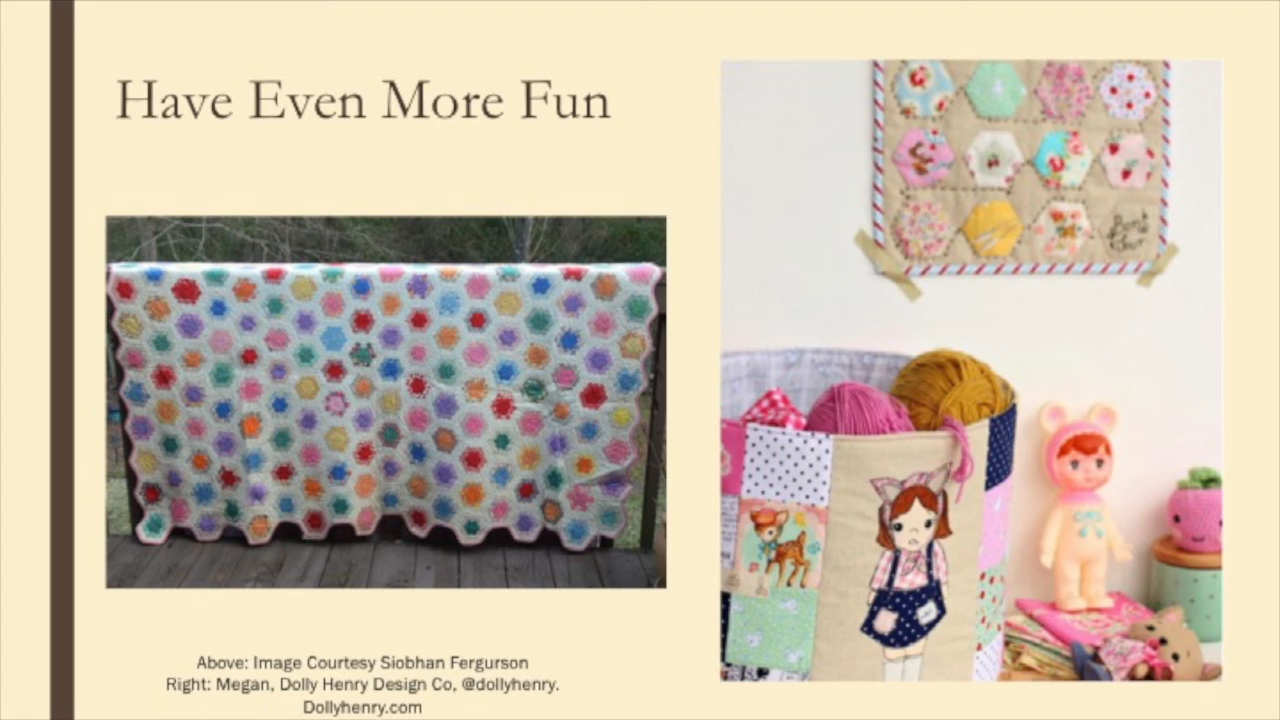 Have Even More Fun
Above: Image Courtesy Siobhan Fergurson
Right: Megan, Dolly Henry Design Co, @dollyhenry.
Dollyhenry.com